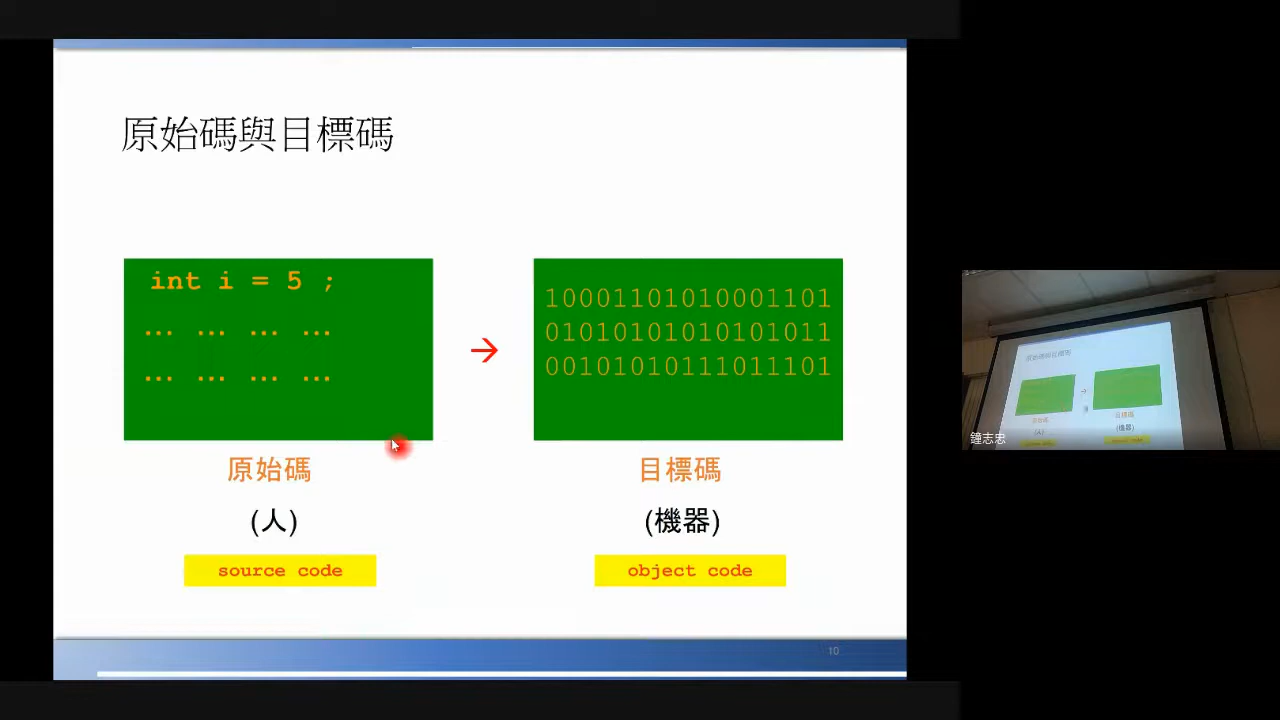 原始碼與目標碼
int i = 5 ;
... ... ... ...
... ... ... ...
→
10001101010001101
01010101010101011
00101010111011101
原始碼
目標碼
(人)
(機器)
source code
object code
10
鐘志忠